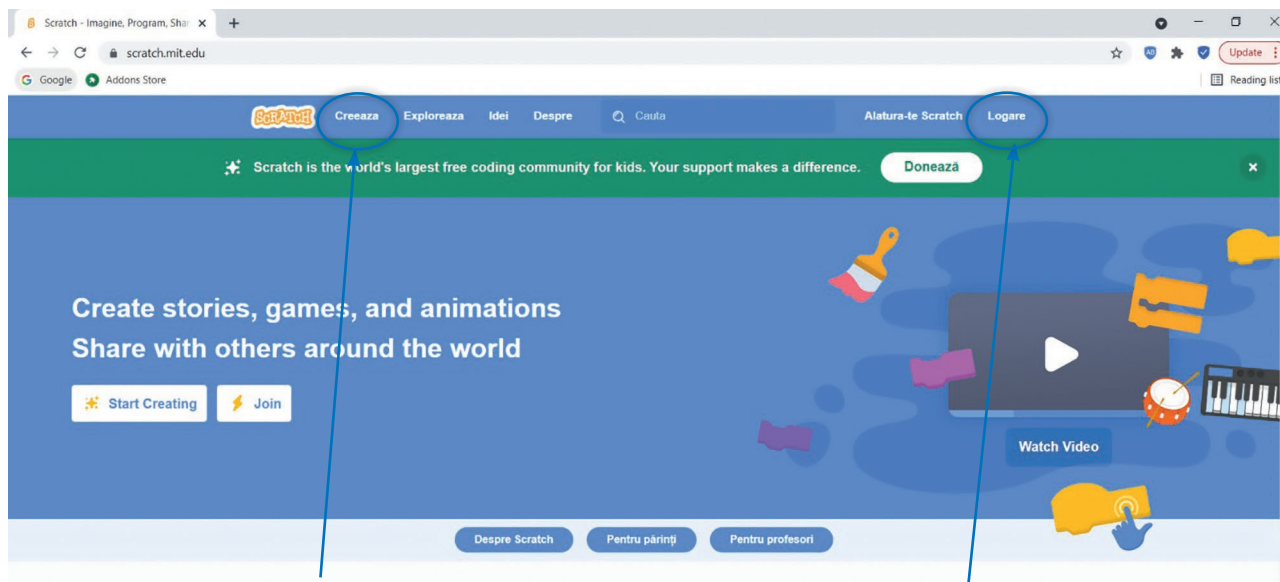 Scratch - Imagine, Program, Shar
scratch.mit.edu
Update
Google Addons Store Reading list
SCRATCH Creeaza Exploreaza Idei Despre Cauta Alatura-te Scratch Logare
Scratch is the world's largest free coding community for kids. Your support makes a difference. Donează
Create stories, games, and animations
Share with others around the world
Start Creating Join
Watch Video
Despre Scratch Pentru părinți Pentru profesori